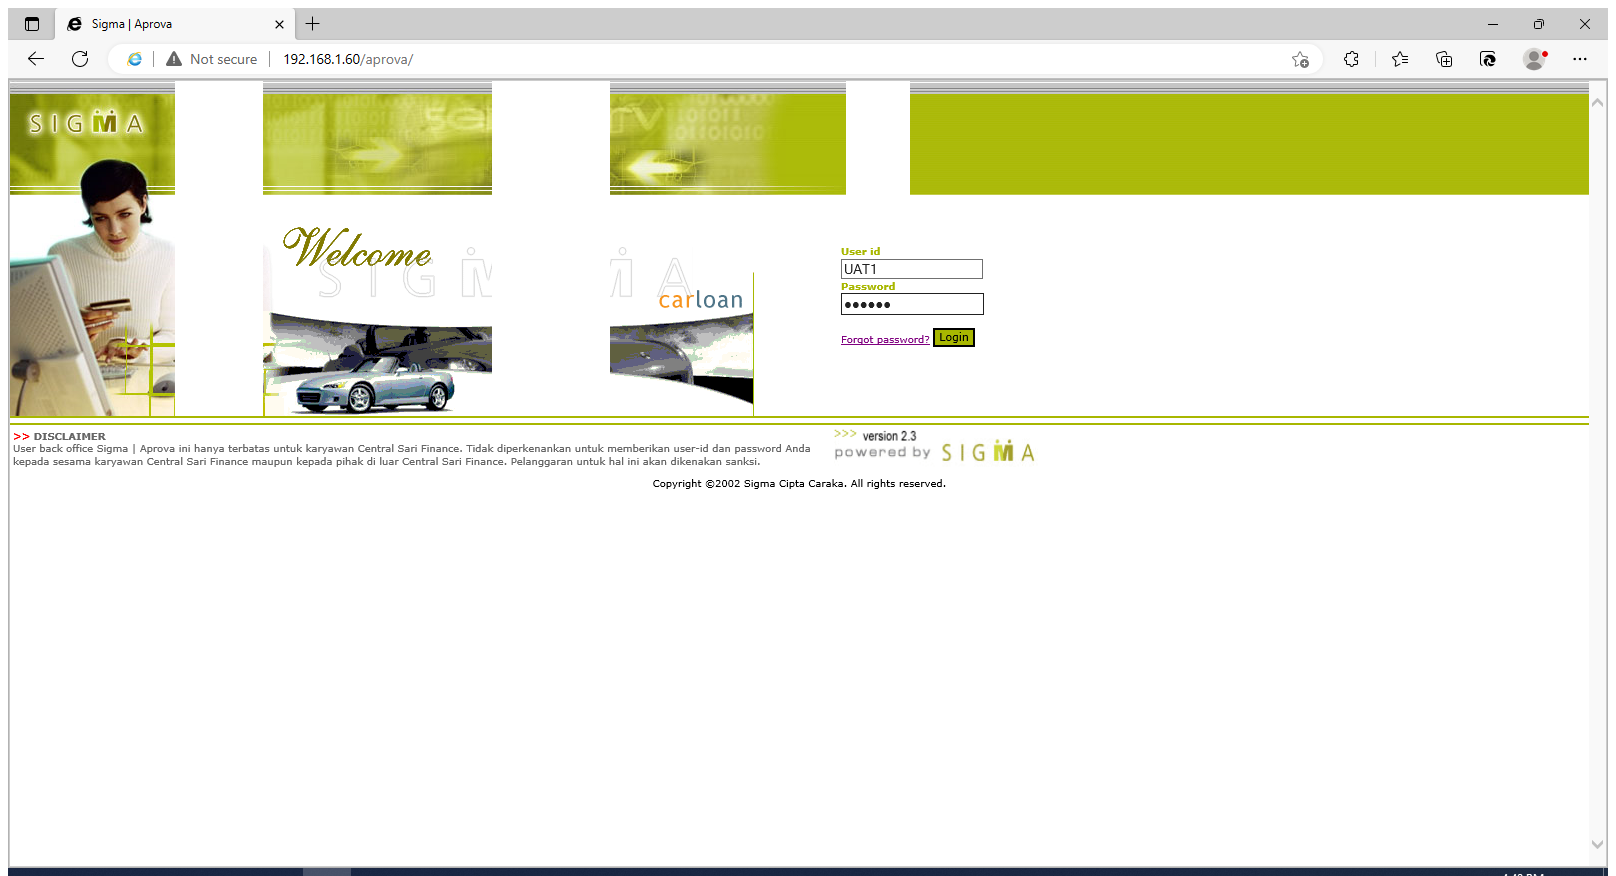 Sigma | Aprova
Not secure
192.168.1.60/aprova/
SIGMA
serv
Welcome
SIGMA
carloan
User id
UAT1
Password
••••••
Forgot password?
Login
>> DISCLAIMER
User back office Sigma | Aprova ini hanya terbatas untuk karyawan Central Sari Finance. Tidak diperkenankan untuk memberikan user-id dan password Anda
kepada sesama karyawan Central Sari Finance maupun kepada pihak di luar Central Sari Finance. Pelanggaran untuk hal ini akan dikenakan sanksi.
>>> version 2.3
powered by SIGMA
Copyright ©2002 Sigma Cipta Caraka. All rights reserved.